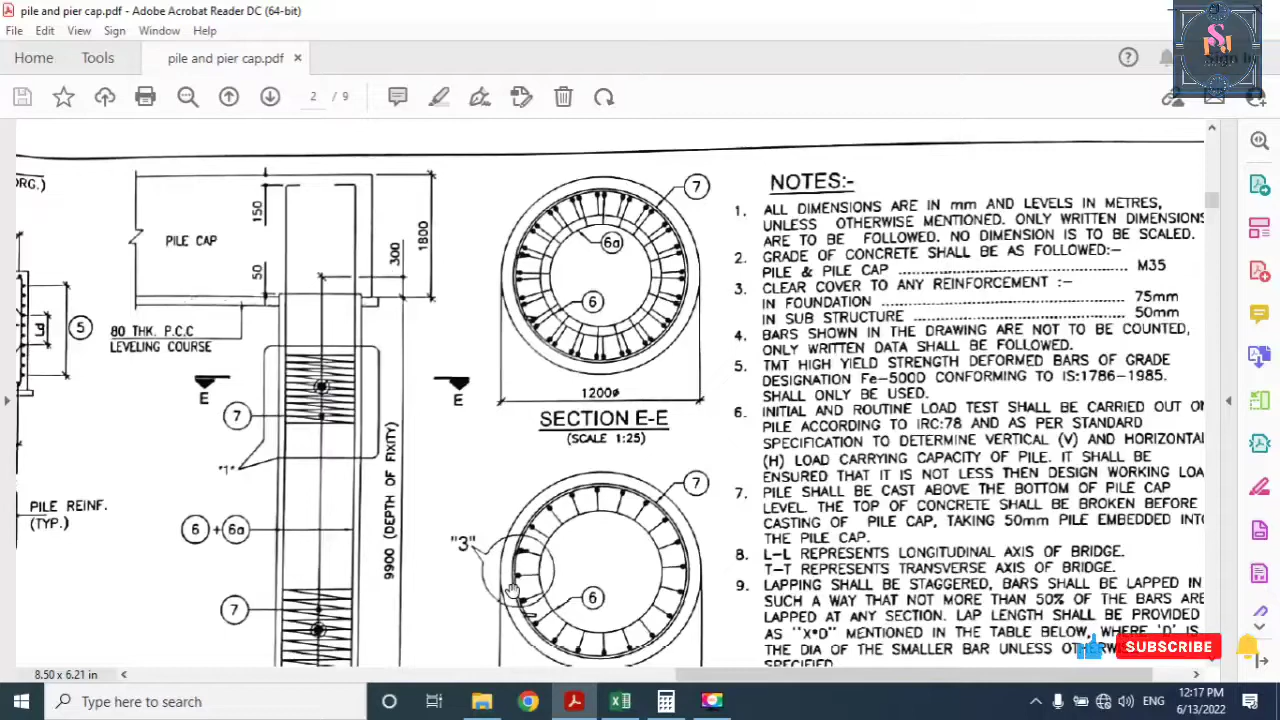 pile and pier cap.pdf - Adobe Acrobat Reader DC (64-bit)
File Edit View Sign Window Help
Home Tools pile and pier cap.pdf ×
2 / 9
ORG.)
150
50
PILE CAP
300
1800
80 THK. P.C.C
LEVELING COURSE
5
E E
7
"1"
PILE REINF.
(TYP.)
6 + 6a
9900 (DEPTH OF FIXITY)
7
7
6a
6
1200ø
SECTION E-E
(SCALE 1:25)
7
"3"
6
NOTES:-
1. ALL DIMENSIONS ARE IN mm AND LEVELS IN METRES,
UNLESS OTHERWISE MENTIONED. ONLY WRITTEN DIMENSIONS
ARE TO BE FOLLOWED. NO DIMENSION IS TO BE SCALED.
2. GRADE OF CONCRETE SHALL BE AS FOLLOWED:-
PILE & PILE CAP ........................................ M35
3. CLEAR COVER TO ANY REINFORCEMENT :-
IN FOUNDATION ........................................ 75mm
IN SUB STRUCTURE ........................................ 50mm
4. BARS SHOWN IN THE DRAWING ARE NOT TO BE COUNTED,
ONLY WRITTEN DATA SHALL BE FOLLOWED.
5. TMT HIGH YIELD STRENGTH DEFORMED BARS OF GRADE
DESIGNATION Fe-500D CONFORMING TO IS:1786-1985.
SHALL ONLY BE USED.
6. INITIAL AND ROUTINE LOAD TEST SHALL BE CARRIED OUT ON
PILE ACCORDING TO IRC:78 AND AS PER STANDARD
SPECIFICATION TO DETERMINE VERTICAL (V) AND HORIZONTAL
(H) LOAD CARRYING CAPACITY OF PILE. IT SHALL BE
ENSURED THAT IT IS NOT LESS THEN DESIGN WORKING LOA
7. PILE SHALL BE CAST ABOVE THE BOTTOM OF PILE CAP
LEVEL. THE TOP OF CONCRETE SHALL BE BROKEN BEFORE
CASTING OF PILE CAP, TAKING 50mm PILE EMBEDDED INTO
THE PILE CAP.
8. L-L REPRESENTS LONGITUDINAL AXIS OF BRIDGE.
T-T REPRESENTS TRANSVERSE AXIS OF BRIDGE.
9. LAPPING SHALL BE STAGGERED, BARS SHALL BE LAPPED IN
SUCH A WAY THAT NOT MORE THAN 50% OF THE BARS ARE
LAPPED AT ANY SECTION. LAP LENGTH SHALL BE PROVIDED
AS "X*D" MENTIONED IN THE TABLE BELOW, WHERE 'D' IS
THE DIA OF THE SMALLER BAR UNLESS
SPECIFIED
SUBSCRIBE
8.50 x 6.21 in
Type here to search
ENG
12:17 PM
6/13/2022